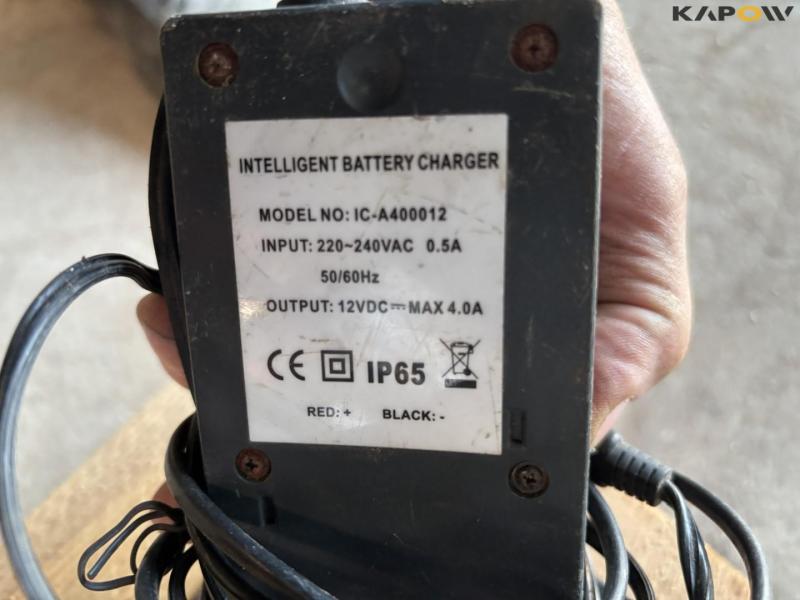 KAPOW
INTELLIGENT BATTERY CHARGER
MODEL NO: IC-A400012
INPUT: 220~240VAC 0.5A
50/60Hz
OUTPUT: 12VDC⎓MAX 4.0A
CE IP65
RED: + BLACK: -